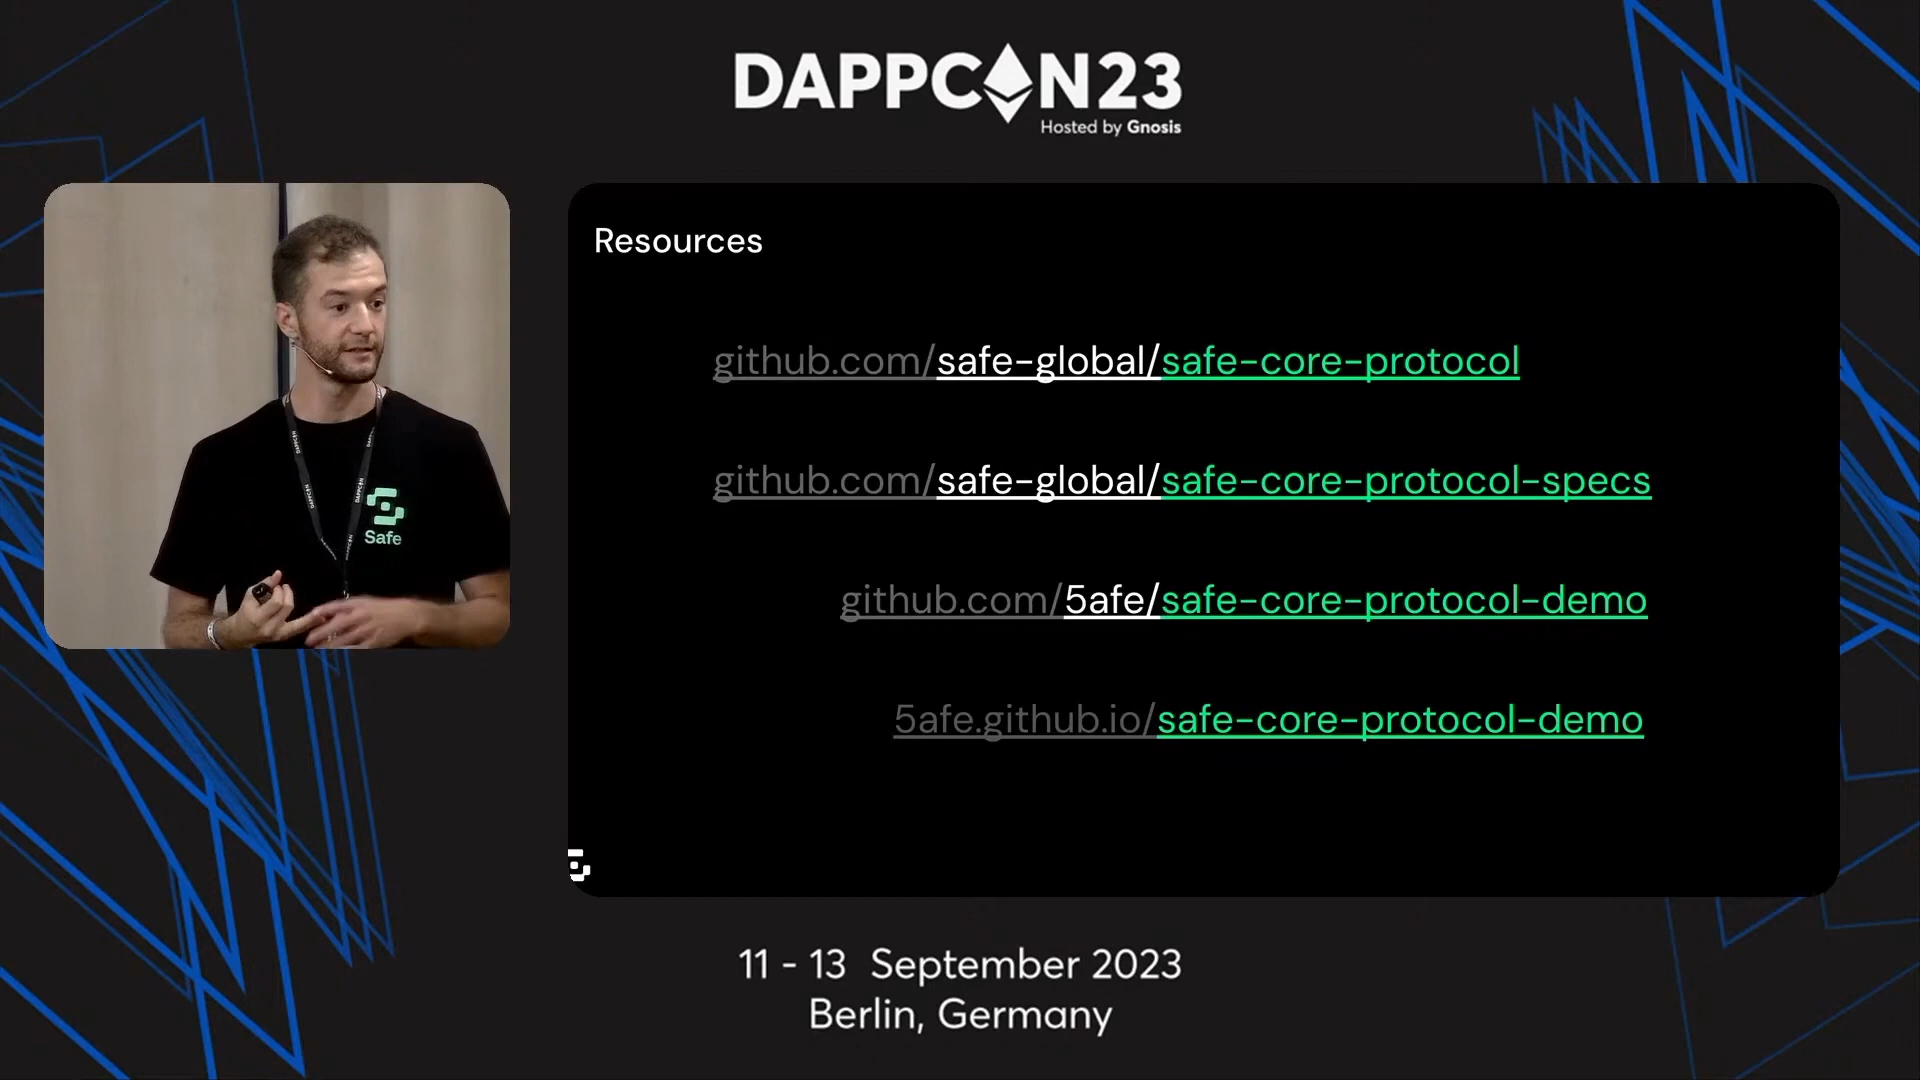 DAPPCON23
Hosted by Gnosis
Resources
github.com/safe-global/safe-core-protocol
github.com/safe-global/safe-core-protocol-specs
github.com/5afe/safe-core-protocol-demo
5afe.github.io/safe-core-protocol-demo
Safe
11 - 13 September 2023
Berlin, Germany